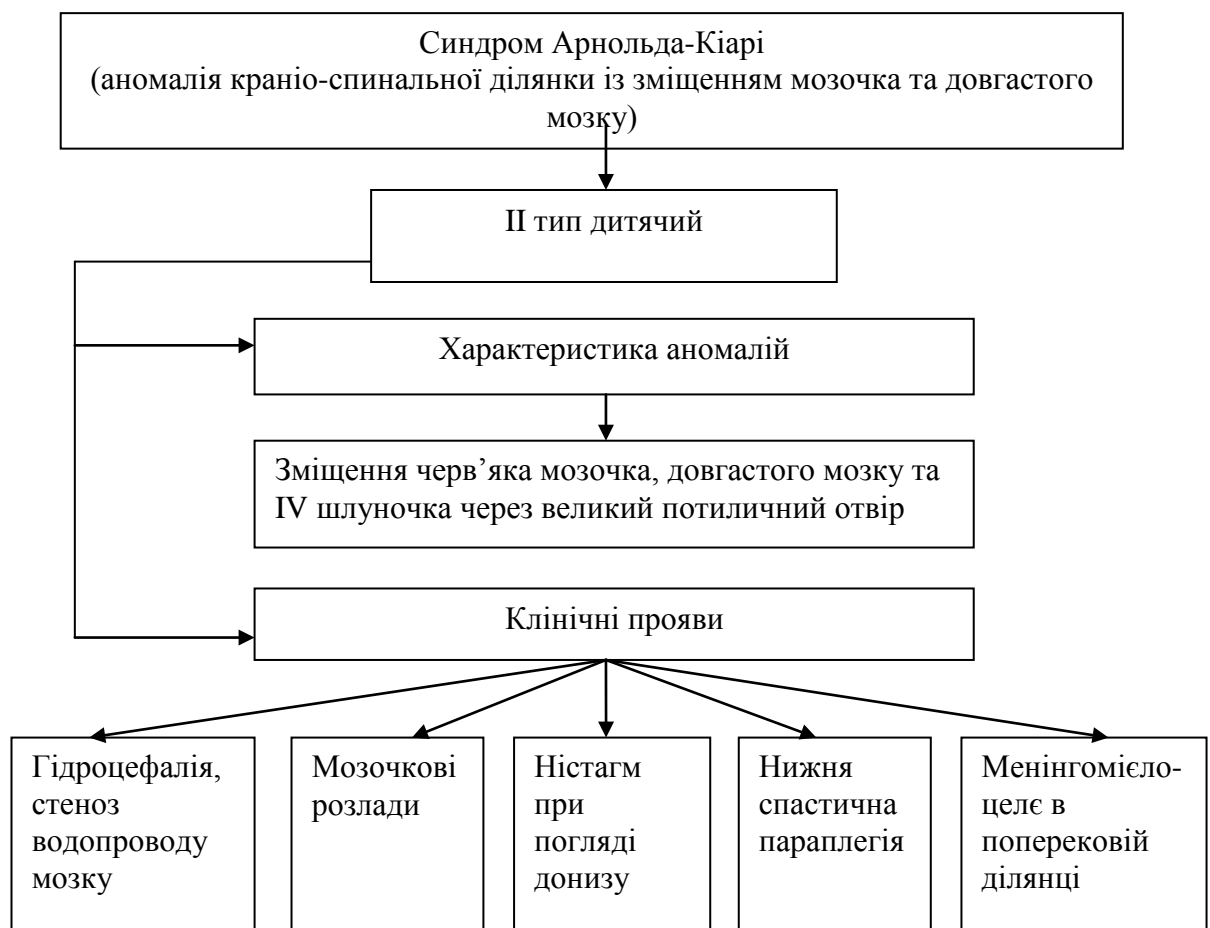 Синдром Арнольда-Кіарі
(аномалія краніо-спинальної ділянки із зміщенням мозочка та довгастого
мозку)
ІІ тип дитячий
Характеристика аномалій
Зміщення черв’яка мозочка, довгастого мозку та
IV шлуночка через великий потиличний отвір
Клінічні прояви
Гідроцефалія,
стеноз
водопроводу
мозку
Мозочкові
розлади
Ністагм
при
погляді
донизу
Нижня
спастична
параплегія
Менінгомієло-
целє в
поперековій
ділянці